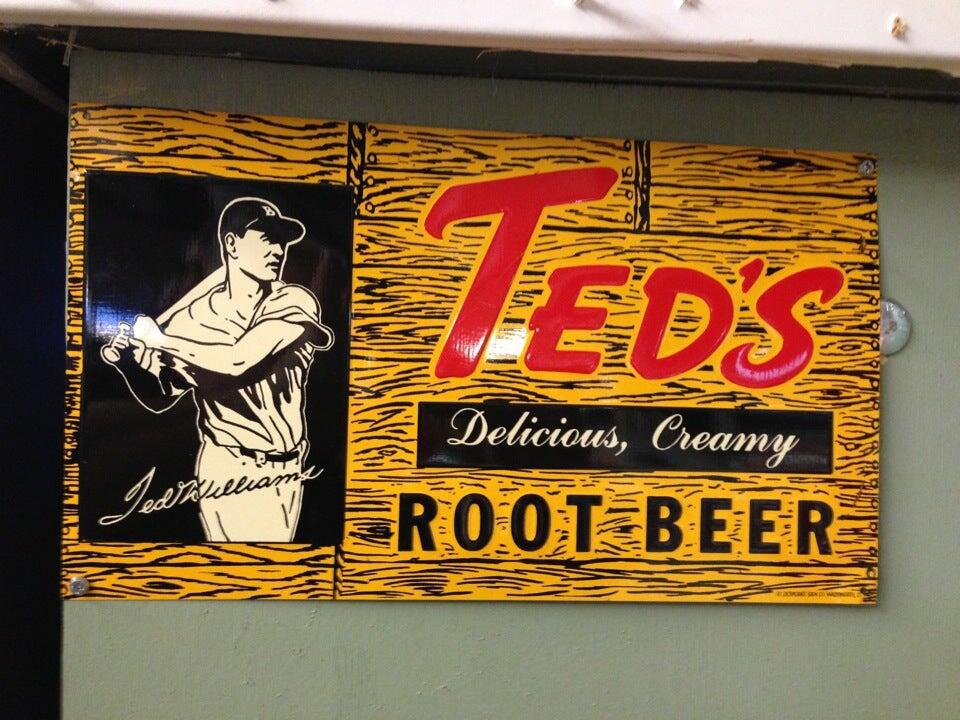 B
Ted Williams
TED'S
Delicious, Creamy
ROOT BEER